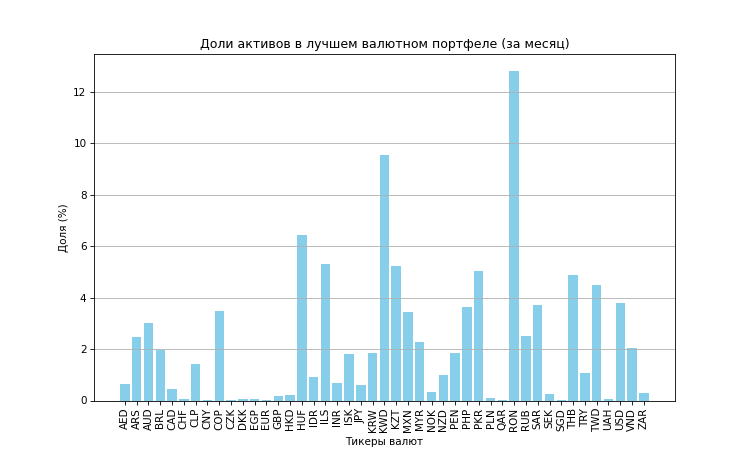 Доли активов в лучшем валютном портфеле (за месяц)
Доля (%)
12
10
8
6
4
2
0
AED ARS AUD BRL CAD CHF CLP CNY COP CZK DKK EGP EUR GBP HKD HUF IDR ILS INR ISK JPY KRW KWD KZT MXN MYR NOK NZD PEN PHP PKR PLN QAR RON RUB SAR SEK SGD THB TRY TWD UAH USD VND ZAR
Тикеры валют